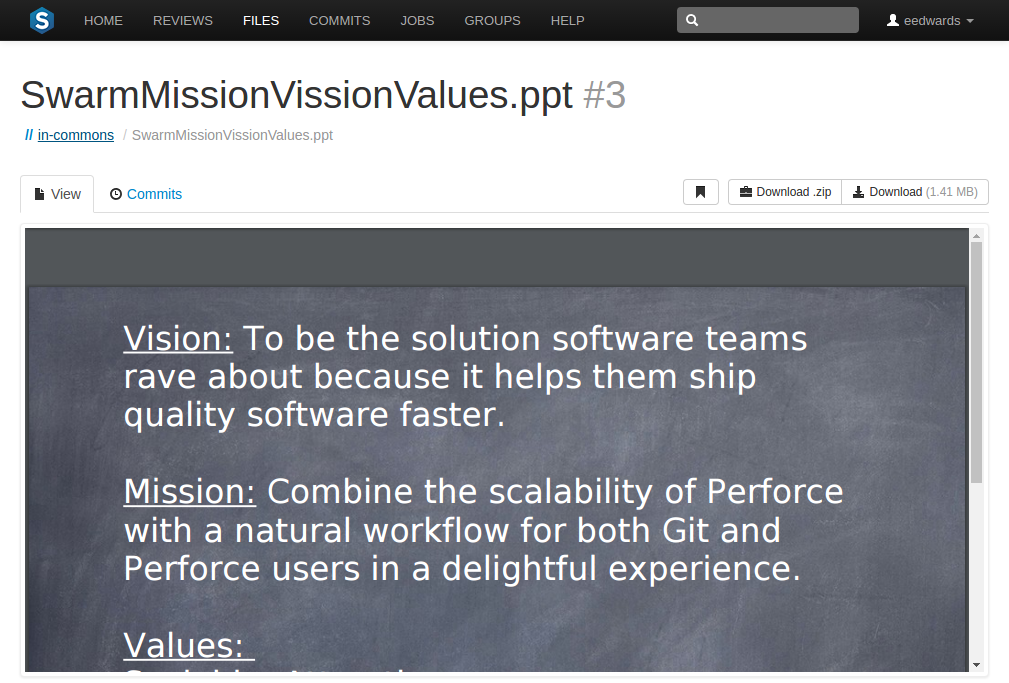 S HOME REVIEWS FILES COMMITS JOBS GROUPS HELP eedwards
SwarmMissionVissionValues.ppt #3
// in-commons / SwarmMissionVissionValues.ppt
View Commits Download .zip Download (1.41 MB)
Vision: To be the solution software teams
rave about because it helps them ship
quality software faster.
Mission: Combine the scalability of Perforce
with a natural workflow for both Git and
Perforce users in a delightful experience.
Values: